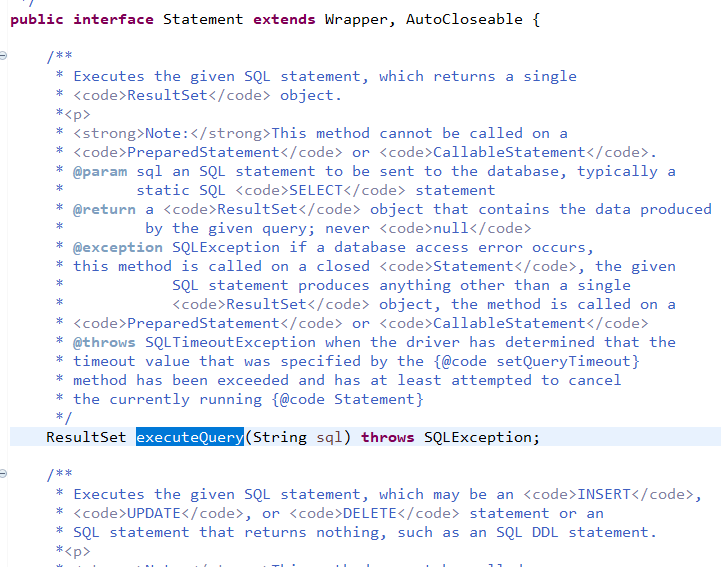 */
public interface Statement extends Wrapper, AutoCloseable {
/**
* Executes the given SQL statement, which returns a single
* <code>ResultSet</code> object.
*<p>
* <strong>Note:</strong>This method cannot be called on a
* <code>PreparedStatement</code> or <code>CallableStatement</code>.
* @param sql an SQL statement to be sent to the database, typically a
*        static SQL <code>SELECT</code> statement
* @return a <code>ResultSet</code> object that contains the data produced
*         by the given query; never <code>null</code>
* @exception SQLException if a database access error occurs,
* this method is called on a closed <code>Statement</code>, the given
*            SQL statement produces anything other than a single
*            <code>ResultSet</code> object, the method is called on a
* <code>PreparedStatement</code> or <code>CallableStatement</code>
* @throws SQLTimeoutException when the driver has determined that the
* timeout value that was specified by the {@code setQueryTimeout}
* method has been exceeded and has at least attempted to cancel
* the currently running {@code Statement}
*/
ResultSet executeQuery(String sql) throws SQLException;
/**
* Executes the given SQL statement, which may be an <code>INSERT</code>,
* <code>UPDATE</code>, or <code>DELETE</code> statement or an
* SQL statement that returns nothing, such as an SQL DDL statement.
*<p>